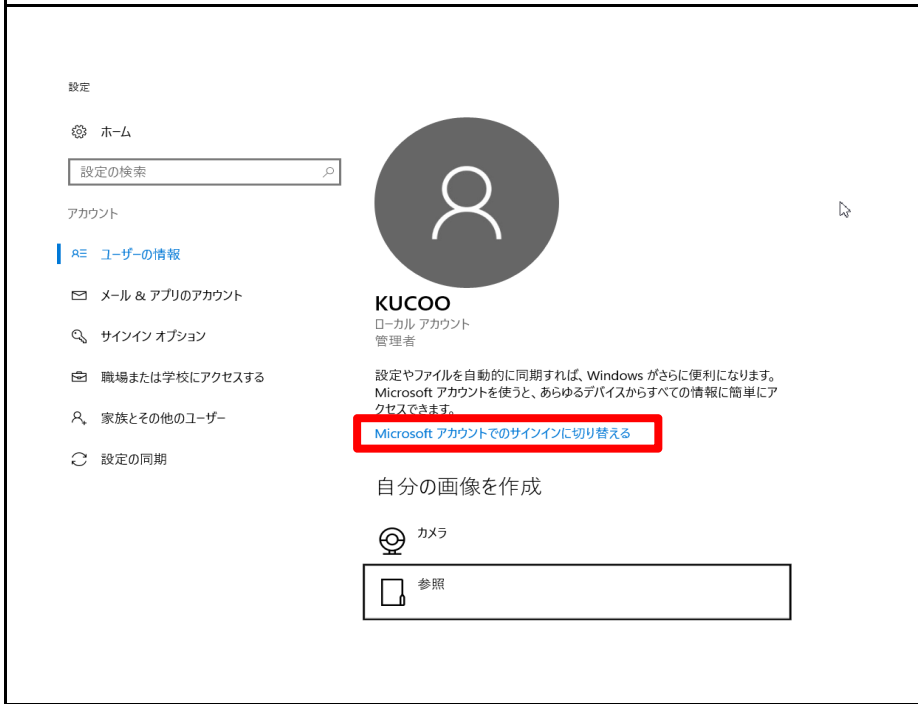 設定
ホーム
設定の検索
アカウント
ユーザーの情報
メール & アプリのアカウント
サインイン オプション
職場または学校にアクセスする
家族とその他のユーザー
設定の同期
KUCOO
ローカル アカウント
管理者
設定やファイルを自動的に同期すれば、Windows がさらに便利になります。
Microsoft アカウントを使うと、あらゆるデバイスからすべての情報に簡単にア
クセスできます。
Microsoft アカウントでのサインインに切り替える
自分の画像を作成
カメラ
参照